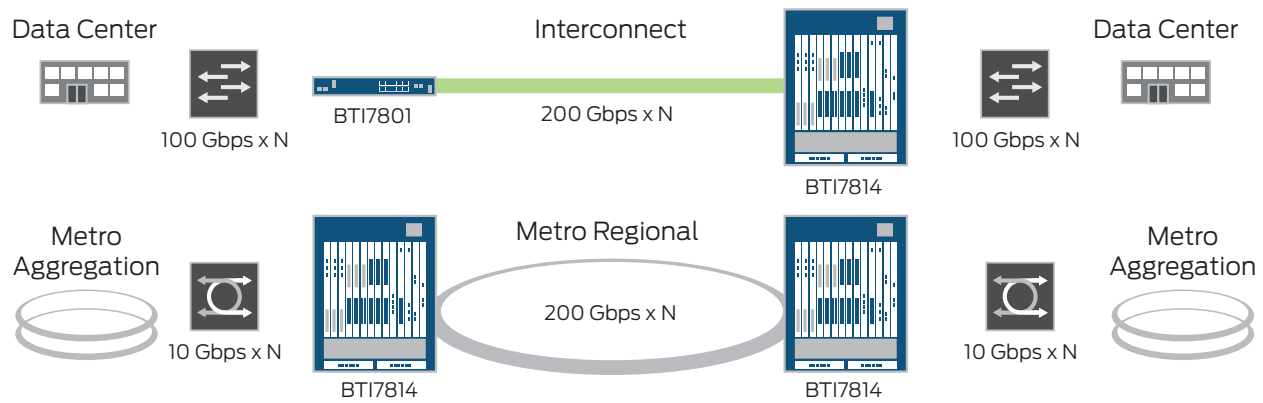 Data Center
Interconnect
Data Center
BTI7801
200 Gbps x N
100 Gbps x N
100 Gbps x N
BTI7814
Metro
Aggregation
Metro Regional
Metro
Aggregation
200 Gbps x N
10 Gbps x N
10 Gbps x N
BTI7814
BTI7814